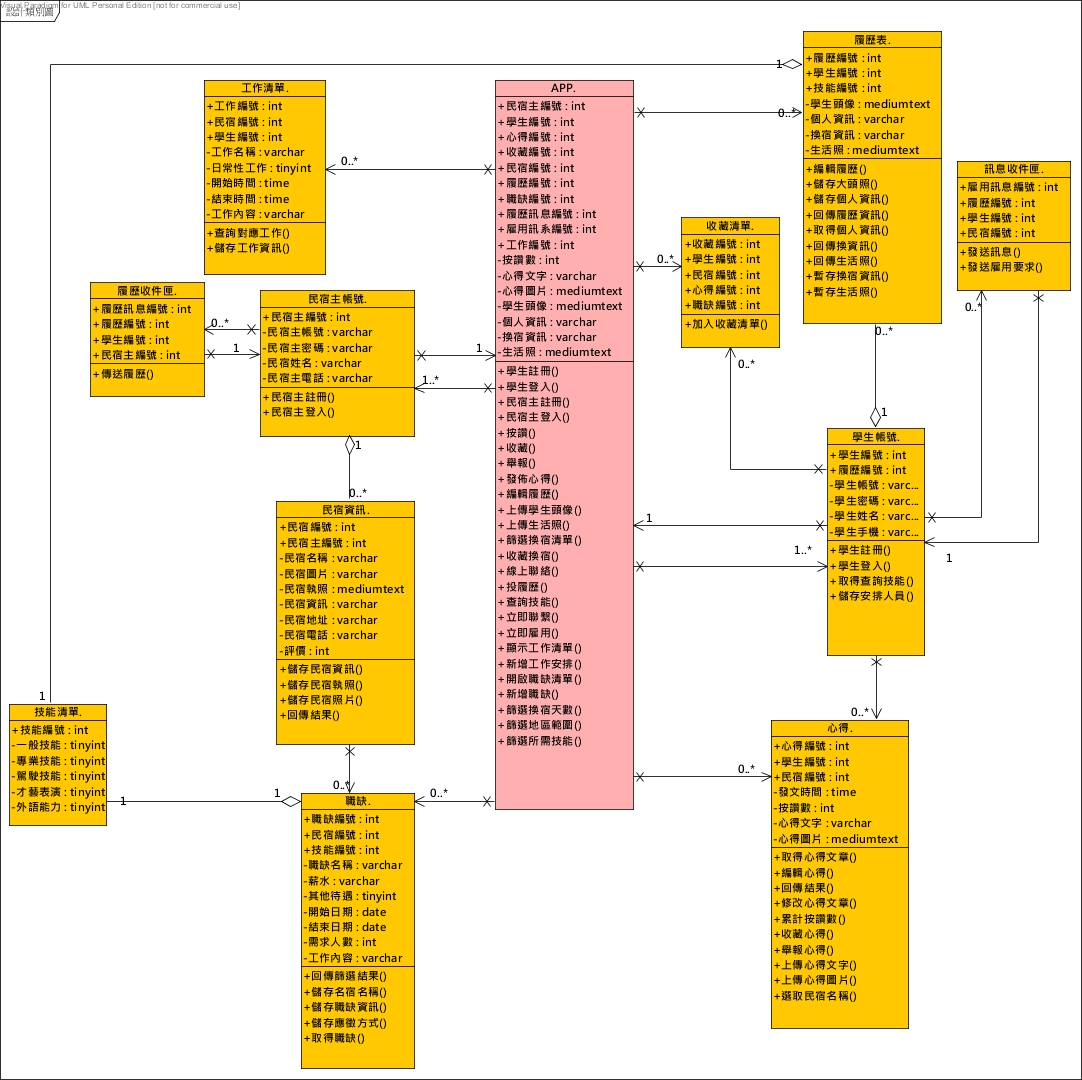 Visual Paradigm for UML Personal Edition [not for commercial use]
設計類別圖
工作清單.
+工作編號 : int
+民宿編號 : int
+學生編號 : int
-工作名稱 : varchar
-日常性工作 : tinyint
-開始時間 : time
-結束時間 : time
-工作內容 : varchar
+查詢對應工作()
+儲存工作資訊()
APP.
+民宿主編號 : int
+學生編號 : int
+心得編號 : int
+收藏編號 : int
+民宿編號 : int
+履歷編號 : int
+職缺編號 : int
+履歷訊息編號 : int
+雇用訊系編號 : int
+工作編號 : int
-按讚數 : int
-心得文字 : varchar
-心得圖片 : mediumtext
-學生頭像 : mediumtext
-個人資訊 : varchar
-換宿資訊 : varchar
-生活照 : mediumtext
+學生註冊()
+學生登入()
+民宿主註冊()
+民宿主登入()
+按讚()
+收藏()
+舉報()
+發佈心得()
+編輯履歷()
+上傳學生頭像()
+上傳生活照()
+篩選換宿清單()
+收藏換宿()
+線上聯絡()
+投履歷()
+查詢技能()
+立即聯繫()
+立即雇用()
+顯示工作清單()
+新增工作安排()
+開啟職缺清單()
+新增職缺()
+篩選換宿天數()
+篩選地區範圍()
+篩選所需技能()
履歷表.
+履歷編號 : int
+學生編號 : int
+技能編號 : int
-學生頭像 : mediumtext
-個人資訊 : varchar
-換宿資訊 : varchar
-生活照 : mediumtext
+編輯履歷()
+儲存大頭照()
+儲存個人資訊()
+回傳履歷資訊()
+取得個人資訊()
+回傳換資訊()
+回傳生活照()
+暫存換宿資訊()
+暫存生活照()
訊息收件匣.
+雇用訊息編號 : int
+履歷編號 : int
+學生編號 : int
+民宿編號 : int
+發送訊息()
+發送雇用要求()
收藏清單.
+收藏編號 : int
+學生編號 : int
+民宿編號 : int
+心得編號 : int
+職缺編號 : int
+加入收藏清單()
履歷收件匣.
+履歷訊息編號 : int
+履歷編號 : int
+學生編號 : int
+民宿主編號 : int
+傳送履歷()
民宿主帳號.
+民宿主編號 : int
-民宿主帳號 : varchar
-民宿主密碼 : varchar
-民宿姓名 : varchar
-民宿主電話 : varchar
+民宿主註冊()
+民宿主登入()
學生帳號.
+學生編號 : int
+履歷編號 : int
-學生帳號 : varc...
-學生密碼 : varc...
-學生姓名 : varc...
-學生手機 : varc...
+學生註冊()
+學生登入()
+取得查詢技能()
+儲存安排人員()
民宿資訊.
+民宿編號 : int
+民宿主編號 : int
-民宿名稱 : varchar
-民宿圖片 : varchar
-民宿執照 : mediumtext
-民宿資訊 : varchar
-民宿地址 : varchar
-民宿電話 : varchar
-評價 : int
+儲存民宿資訊()
+儲存民宿執照()
+儲存民宿照片()
+回傳結果()
技能清單.
+技能編號 : int
-一般技能 : tinyint
-專業技能 : tinyint
-駕駛技能 : tinyint
-才藝表演 : tinyint
-外語能力 : tinyint
職缺.
+職缺編號 : int
+民宿編號 : int
+技能編號 : int
-職缺名稱 : varchar
-薪水 : varchar
-其他待遇 : tinyint
-開始日期 : date
-結束日期 : date
-需求人數 : int
-工作內容 : varchar
+回傳篩選結果()
+儲存名宿名稱()
+儲存職缺資訊()
+儲存應徵方式()
+取得職缺()
心得.
+心得編號 : int
+學生編號 : int
+民宿編號 : int
-發文時間 : time
-按讚數 : int
-心得文字 : varchar
-心得圖片 : mediumtext
+取得心得文章()
+編輯心得()
+回傳結果()
+修改心得文章()
+累計按讚數()
+收藏心得()
+舉報心得()
+上傳心得文字()
+上傳心得圖片()
+選取民宿名稱()
1
0..*
0..*
0..*
0..*
0..*
0..*
1
1
1..*
0..*
1
1
0..*
1
1..*
1
0..*
1
0..*
1
1
0..*
0..*